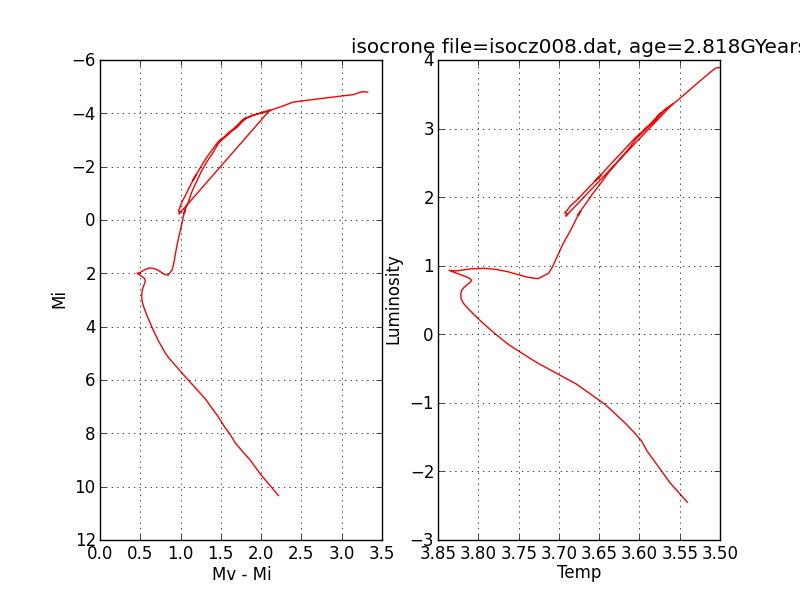 isocrone file=isocz008.dat, age=2.818GYears
−6
−4
−2
0
2
4
6
8
10
12
Mi
0.0 0.5 1.0 1.5 2.0 2.5 3.0 3.5
Mv - Mi
4
3
2
1
0
−1
−2
−3
Luminosity
3.85 3.80 3.75 3.70 3.65 3.60 3.55 3.50
Temp